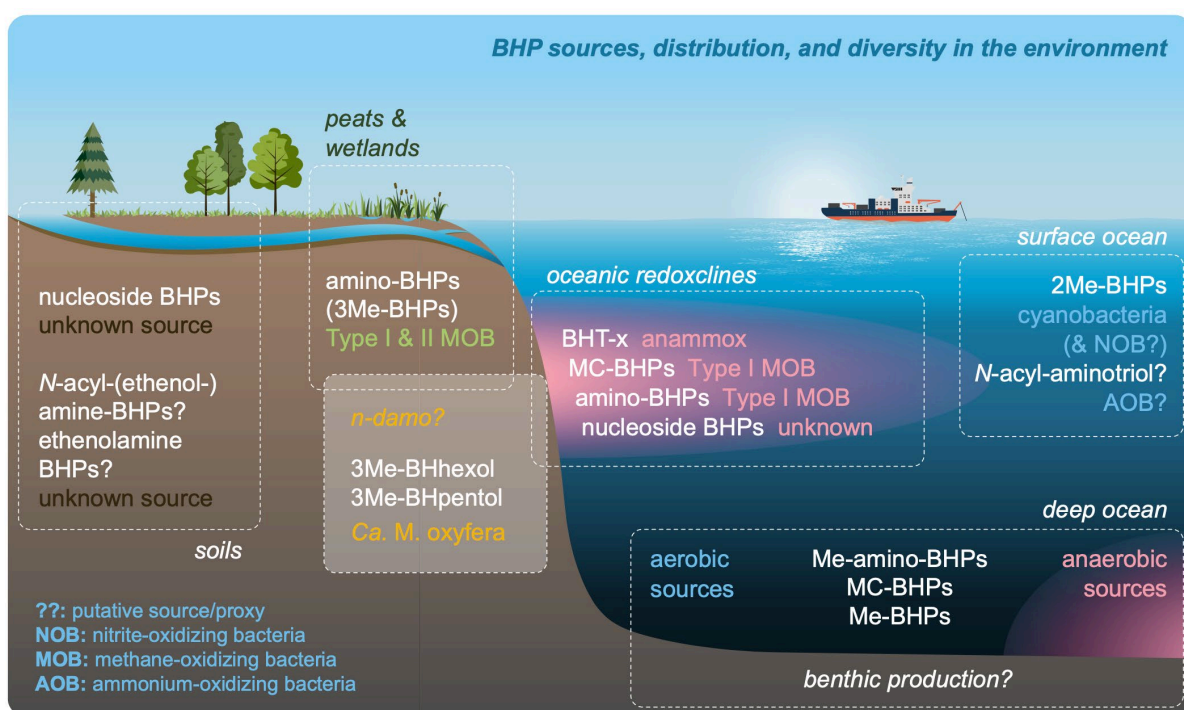 BHP sources, distribution, and diversity in the environment
peats &
wetlands
nucleoside BHPs
unknown source
N-acyl-(ethenol-)
amine-BHPs?
ethenolamine
BHPs?
unknown source
soils
amino-BHPs
(3Me-BHPs)
Type I & II MOB
n-damo?
3Me-BHhexol
3Me-BHpentol
Ca. M. oxyfera
oceanic redoxclines
BHT-x anammox
MC-BHPs Type I MOB
amino-BHPs Type I MOB
nucleoside BHPs unknown
surface ocean
2Me-BHPs
cyanobacteria
(& NOB?)
N-acyl-aminotriol?
AOB?
deep ocean
aerobic
sources
Me-amino-BHPs
MC-BHPs
Me-BHPs
anaerobic
sources
benthic production?
??: putative source/proxy
NOB: nitrite-oxidizing bacteria
MOB: methane-oxidizing bacteria
AOB: ammonium-oxidizing bacteria